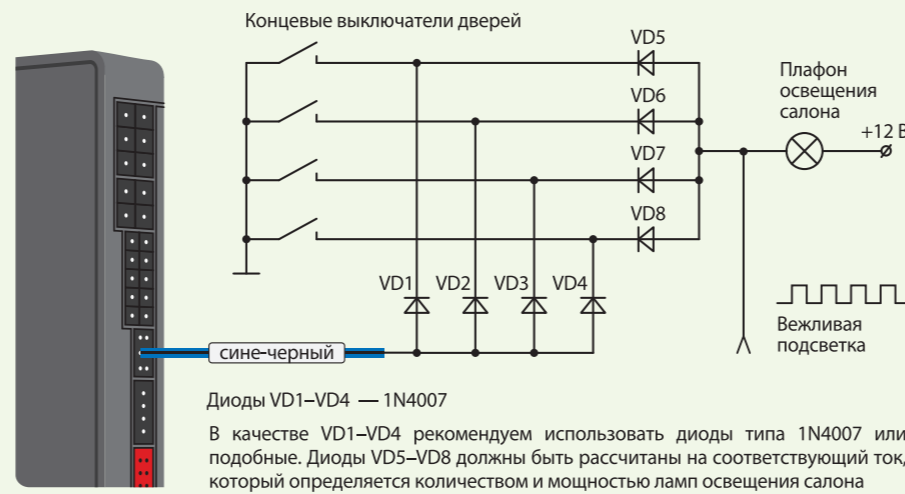 Концевые выключатели дверей
VD5
Плафон
освещения
салона
VD6
+12 В
VD7
VD8
VD1 VD2 VD3 VD4
Вежливая
подсветка
сине-черный
Диоды VD1–VD4 — 1N4007
В качестве VD1–VD4 рекомендуем использовать диоды типа 1N4007 или
подобные. Диоды VD5–VD8 должны быть рассчитаны на соответствующий ток,
который определяется количеством и мощностью ламп освещения салона